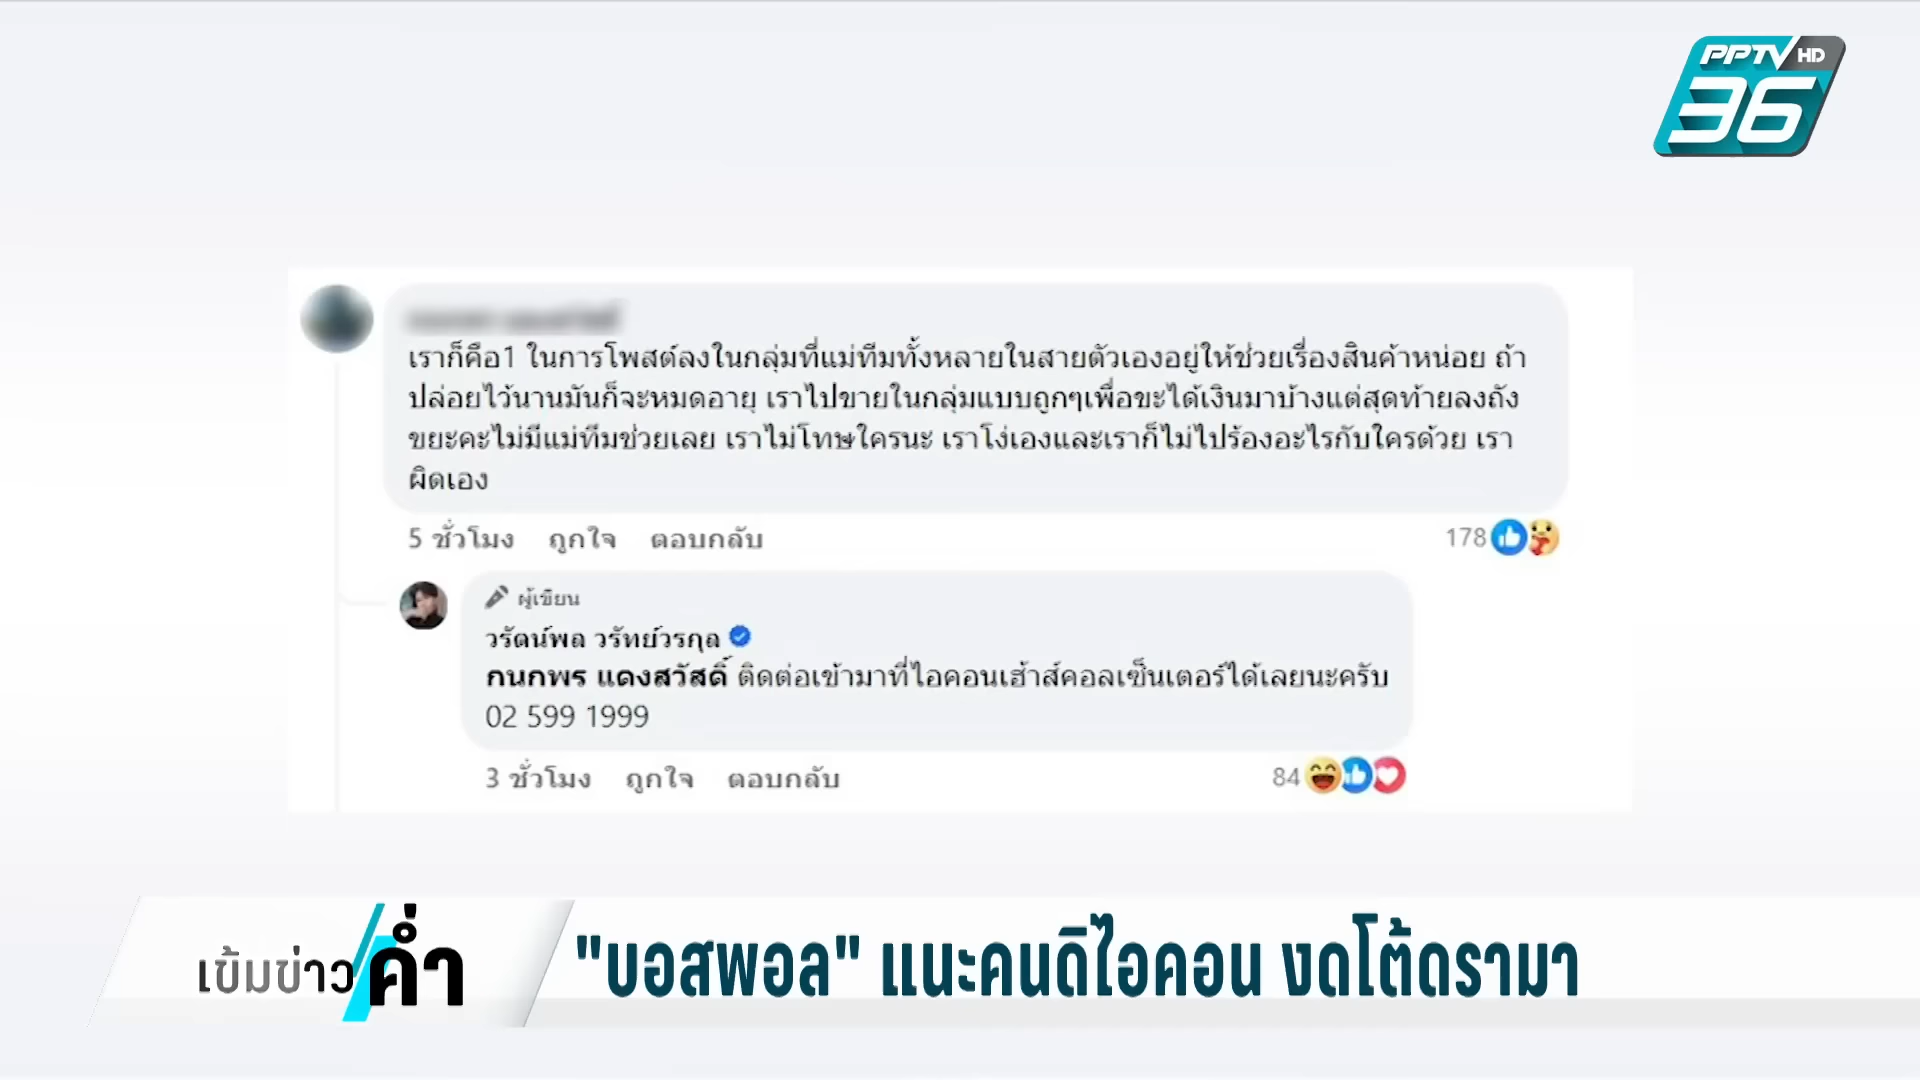 PPTV HD
36
เราก็คือ1 ในการโพสต์ลงในกลุ่มที่แม่ทีมทั้งหลายในสายตัวเองอยู่ให้ช่วยเรื่องสินค้าหน่อย ถ้า
ปล่อยไว้นานมันก็จะหมดอายุ เราไปขายในกลุ่มแบบถูกๆเพื่อขะได้เงินมาบ้างแต่สุดท้ายลงถัง
ขยะคะไม่มีแม่ทีมช่วยเลย เราไม่โทษใครนะ เราโง่เองและเราก็ไม่ไปร้องอะไรกับใครด้วย เรา
ผิดเอง
5 ชั่วโมง ถูกใจ ตอบกลับ 178
ผู้เขียน
วรัตน์พล วรัทย์วรกุล
กนกพร แดงสวัสดิ์ ติดต่อเข้ามาที่ไอคอนเฮ้าส์คอลเซ็นเตอร์ได้เลยนะครับ
02 599 1999
3 ชั่วโมง ถูกใจ ตอบกลับ 84
เข้มข่าวค่ำ
"บอสพอล" แนะคนดิไอคอน งดโต้ดรามา